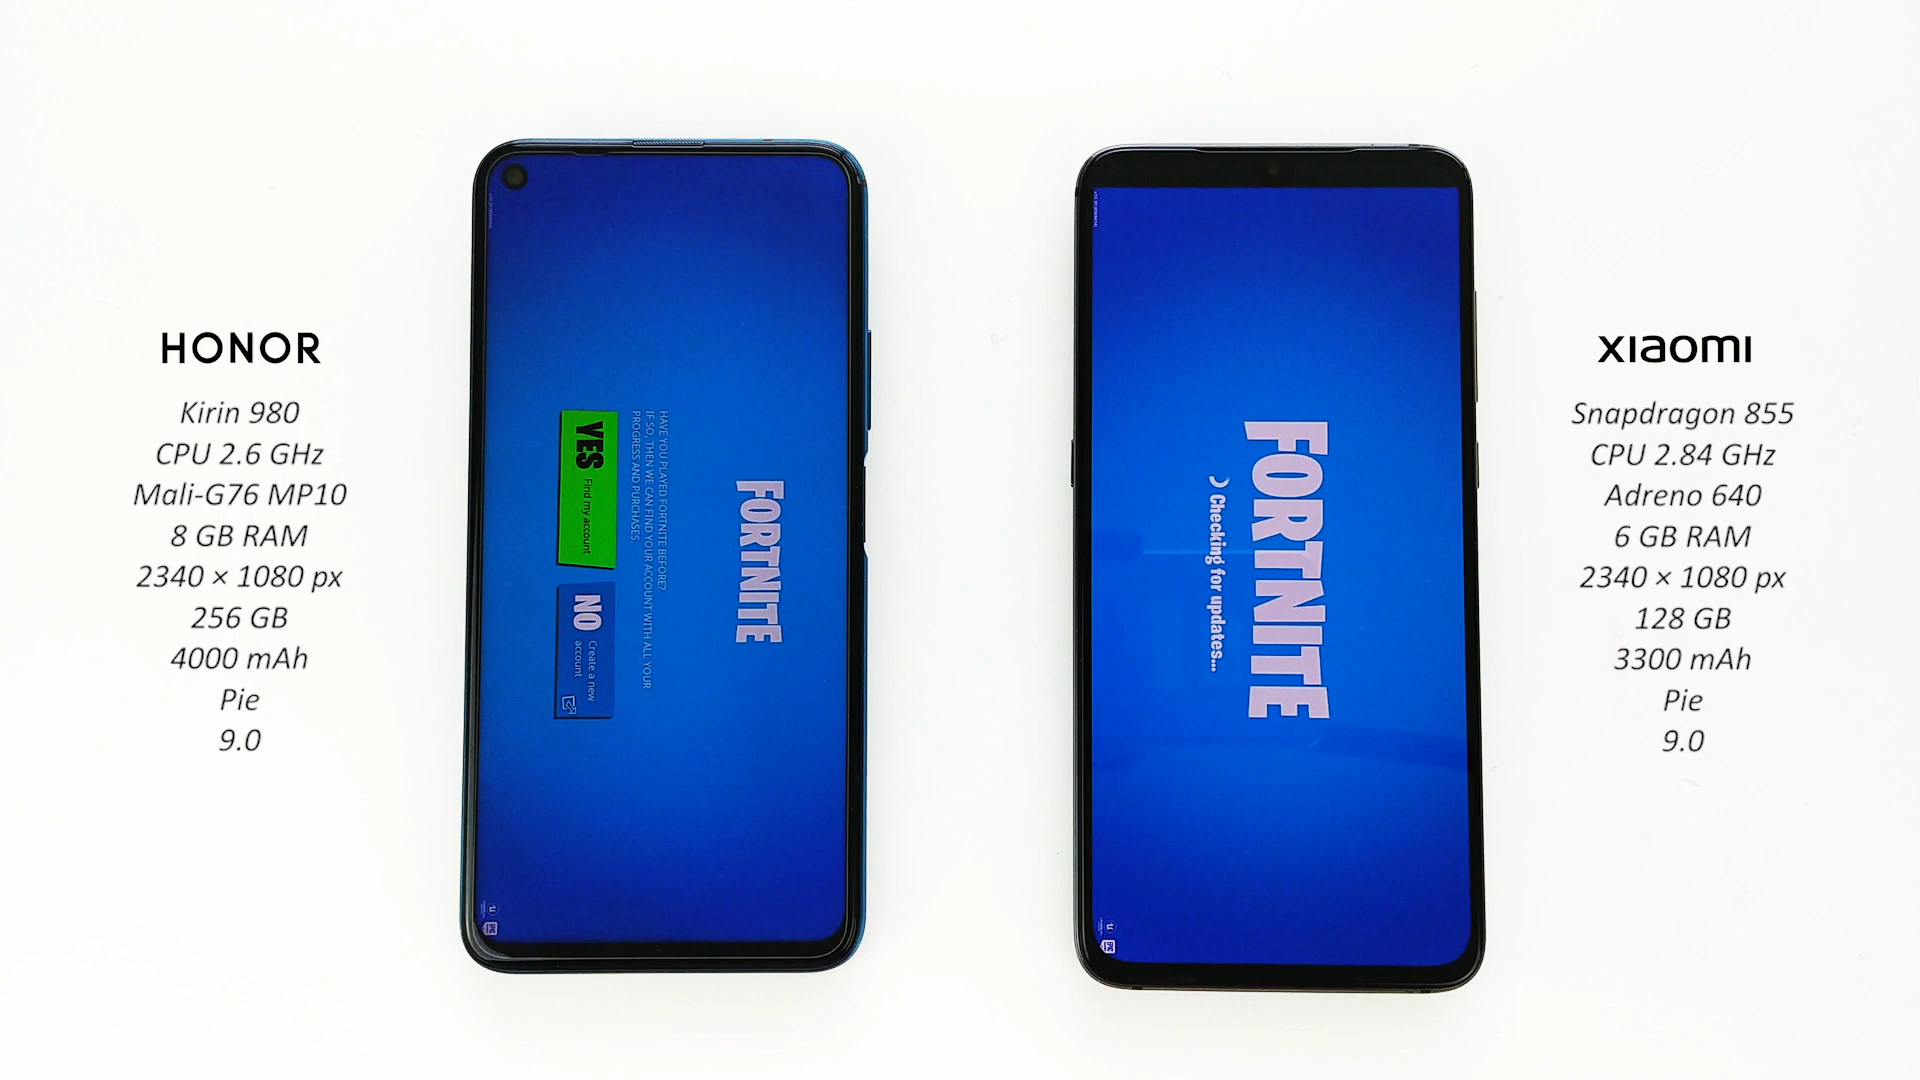 HONOR
Kirin 980
CPU 2.6 GHz
Mali-G76 MP10
8 GB RAM
2340 × 1080 px
256 GB
4000 mAh
Pie
9.0
FORTNITE
HAVE YOU PLAYED FORTNITE BEFORE?
IF SO, THEN WE CAN FIND YOUR ACCOUNT WITH ALL YOUR
PROGRESS AND PURCHASES.
YES Find my account
NO Create a new
account
FORTNITE
Checking for updates...
xiaomi
Snapdragon 855
CPU 2.84 GHz
Adreno 640
6 GB RAM
2340 × 1080 px
128 GB
3300 mAh
Pie
9.0